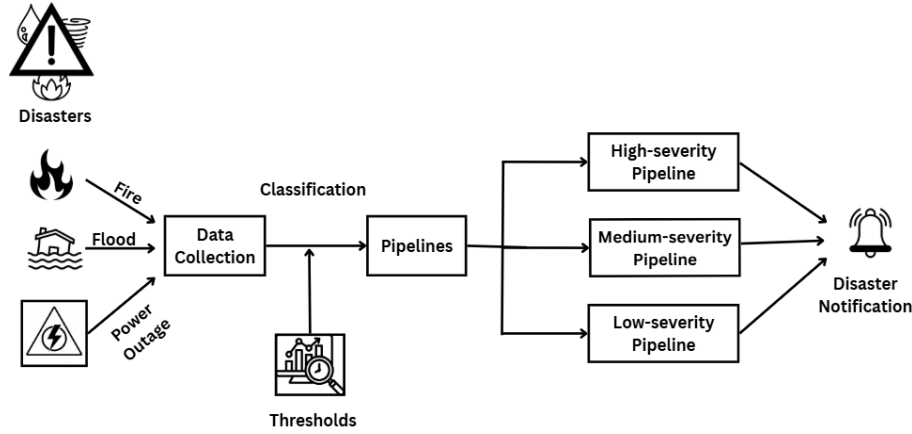 Disasters
Fire
Flood
Power
Outage
Data
Collection
Classification
Thresholds
Pipelines
High-severity
Pipeline
Medium-severity
Pipeline
Low-severity
Pipeline
Disaster
Notification